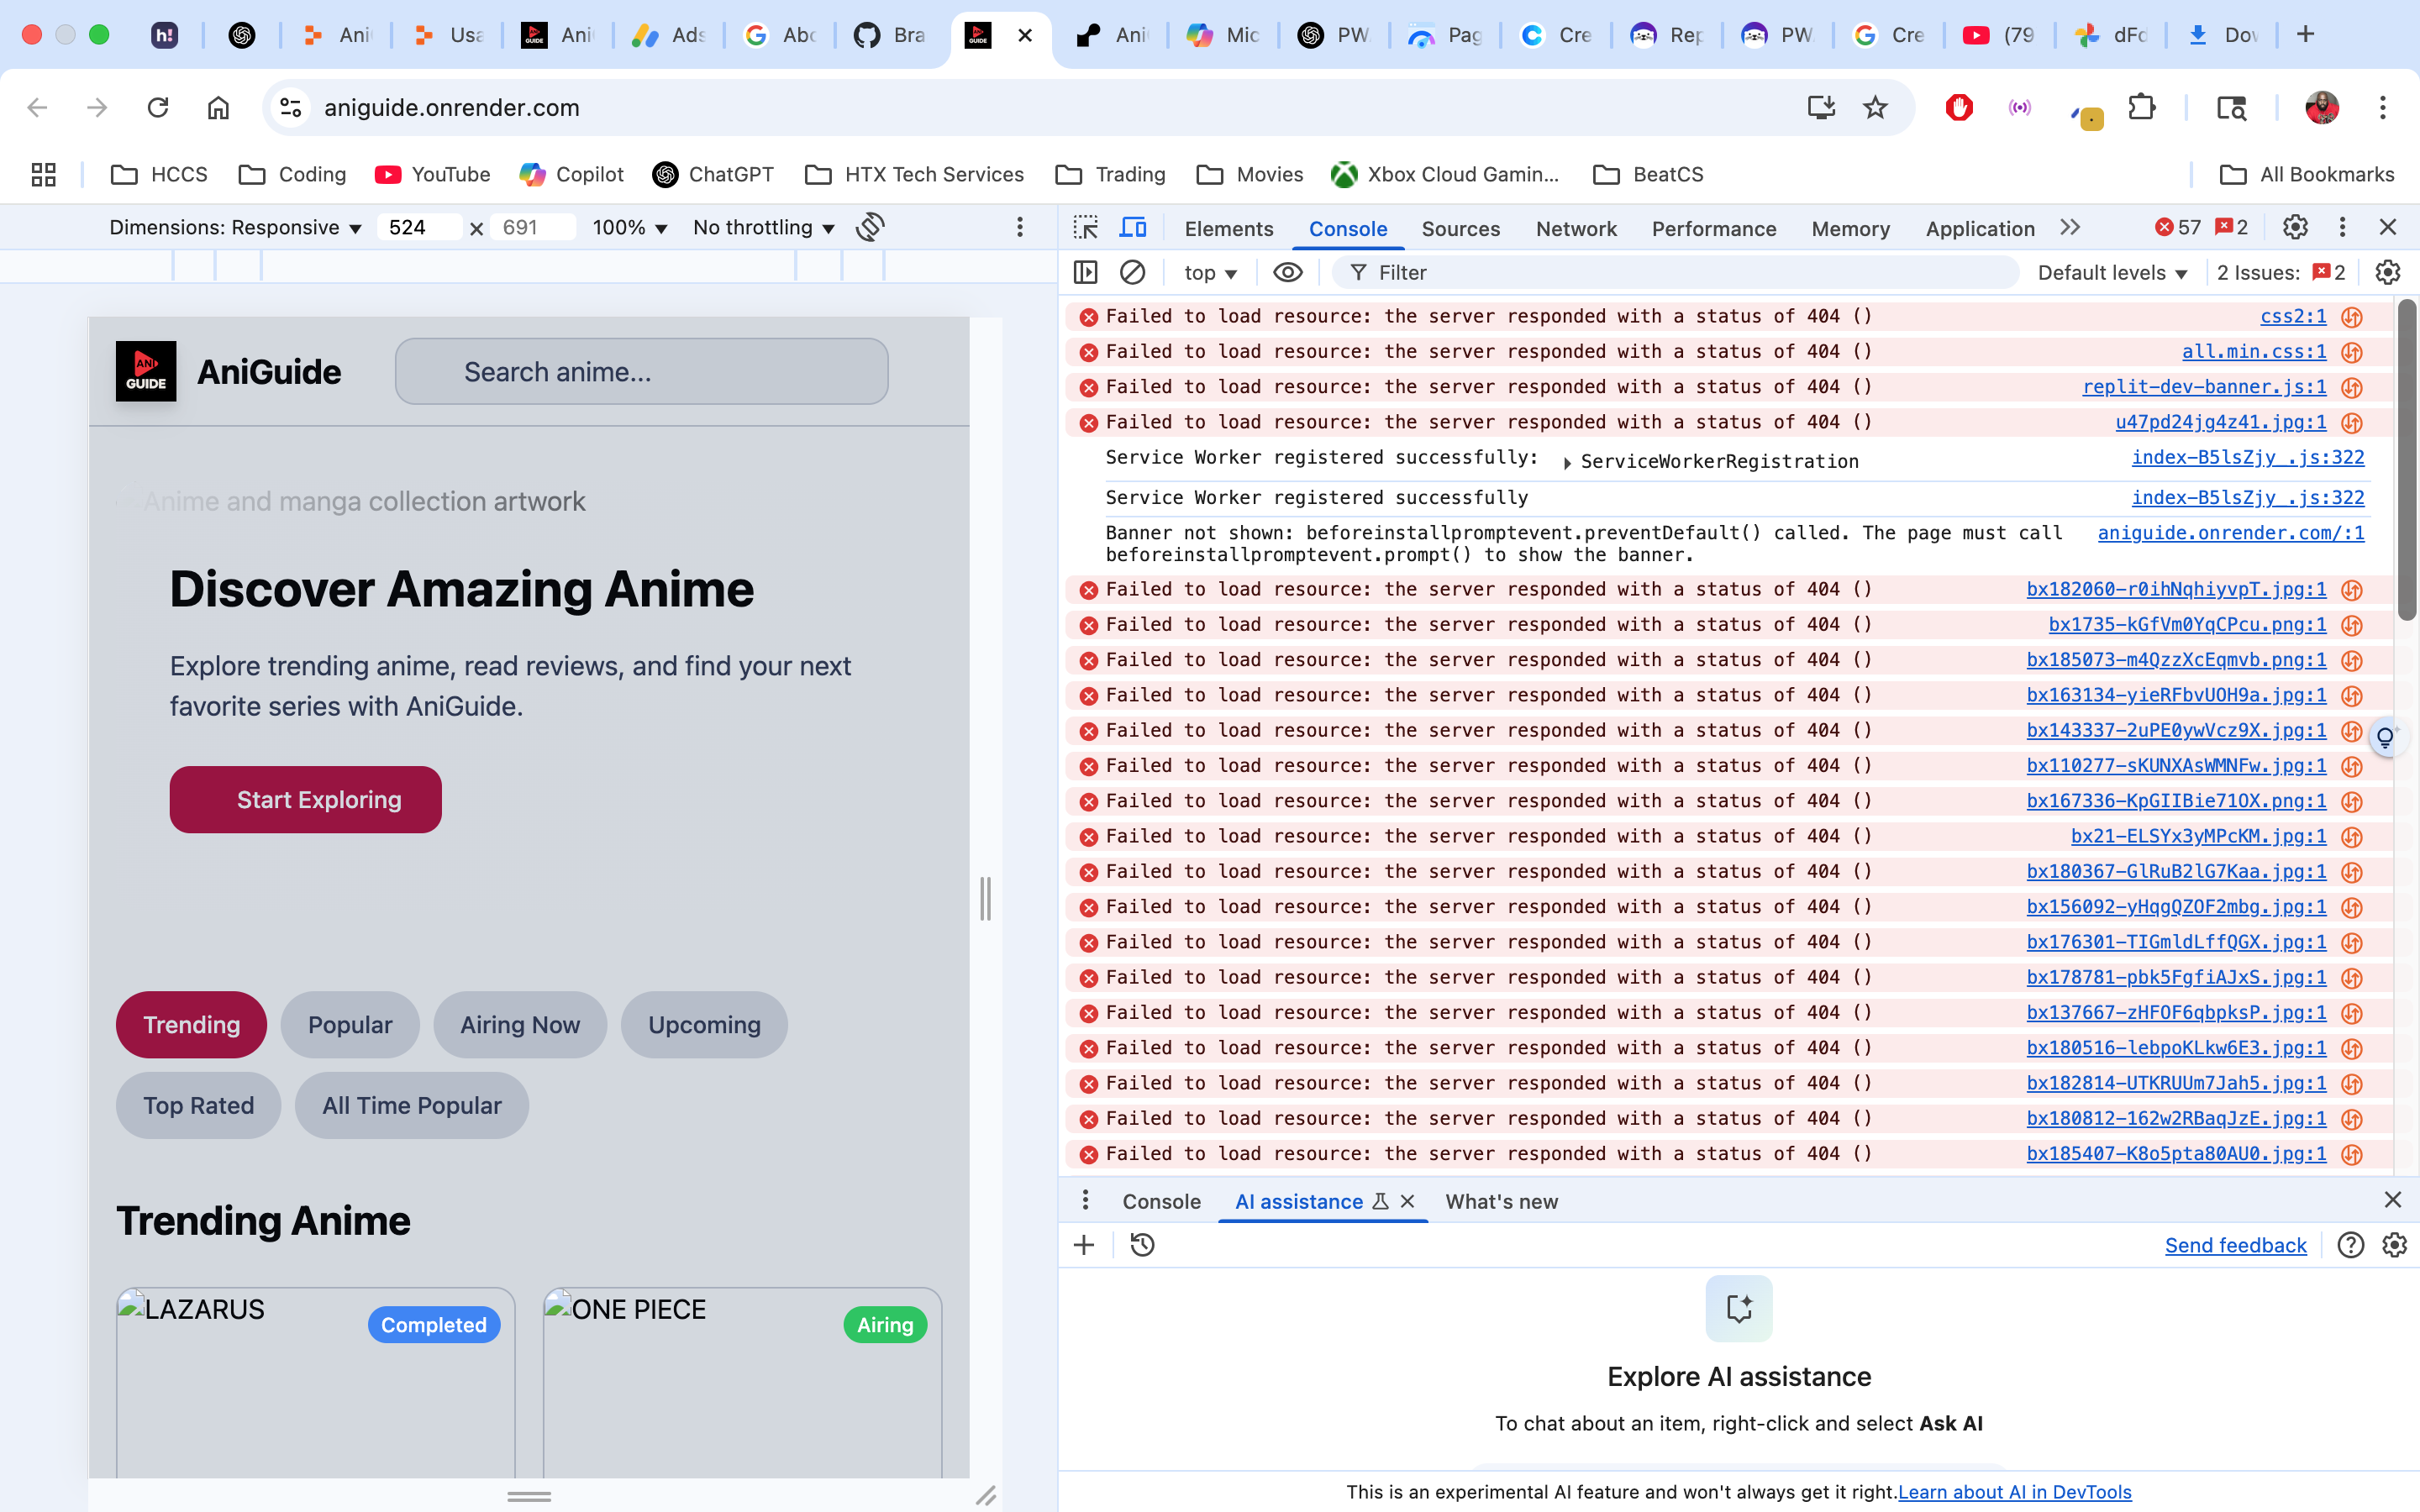 h!
Ani
Usa
Ani
Ads
Abc
Bra
Ani
Mic
PW
Pag
Cre
Rep
PW
Cre
(79
dFc
Dov
aniguide.onrender.com
HCCS
Coding
YouTube
Copilot
ChatGPT
HTX Tech Services
Trading
Movies
Xbox Cloud Gamin...
BeatCS
All Bookmarks
Dimensions: Responsive 524 x 691 100% No throttling
ANI
GUIDE
AniGuide
Search anime...
Anime and manga collection artwork
Discover Amazing Anime
Explore trending anime, read reviews, and find your next
favorite series with AniGuide.
Start Exploring
Trending
Popular
Airing Now
Upcoming
Top Rated
All Time Popular
Trending Anime
LAZARUS
Completed
ONE PIECE
Airing
Elements Console Sources Network Performance Memory Application 57 2
top Filter Default levels 2 Issues: 2
Failed to load resource: the server responded with a status of 404 () css2:1
Failed to load resource: the server responded with a status of 404 () all.min.css:1
Failed to load resource: the server responded with a status of 404 () replit-dev-banner.js:1
Failed to load resource: the server responded with a status of 404 () u47pd24jg4z41.jpg:1
Service Worker registered successfully: ServiceWorkerRegistration index-B5lsZjy_.js:322
Service Worker registered successfully index-B5lsZjy_.js:322
Banner not shown: beforeinstallpromptevent.preventDefault() called. The page must call aniguide.onrender.com/:1
beforeinstallpromptevent.prompt() to show the banner.
Failed to load resource: the server responded with a status of 404 () bx182060-r0ihNqhiyvpT.jpg:1
Failed to load resource: the server responded with a status of 404 () bx1735-kGfVm0YqCPcu.png:1
Failed to load resource: the server responded with a status of 404 () bx185073-m4QzzXcEqmvb.png:1
Failed to load resource: the server responded with a status of 404 () bx163134-yieRFbvUOH9a.jpg:1
Failed to load resource: the server responded with a status of 404 () bx143337-2uPE0ywVcz9X.jpg:1
Failed to load resource: the server responded with a status of 404 () bx110277-sKUNXAsWMNFw.jpg:1
Failed to load resource: the server responded with a status of 404 () bx167336-KpGIIBie71OX.png:1
Failed to load resource: the server responded with a status of 404 () bx21-ELSYx3yMPcKM.jpg:1
Failed to load resource: the server responded with a status of 404 () bx180367-GlRuB2lG7Kaa.jpg:1
Failed to load resource: the server responded with a status of 404 () bx156092-yHqgQZOF2mbg.jpg:1
Failed to load resource: the server responded with a status of 404 () bx176301-TIGmldLffQGX.jpg:1
Failed to load resource: the server responded with a status of 404 () bx178781-pbk5FgfiAJxS.jpg:1
Failed to load resource: the server responded with a status of 404 () bx137667-zHFOF6qbpksP.jpg:1
Failed to load resource: the server responded with a status of 404 () bx180516-lebpoKLkw6E3.jpg:1
Failed to load resource: the server responded with a status of 404 () bx182814-UTKRUUm7Jah5.jpg:1
Failed to load resource: the server responded with a status of 404 () bx180812-162w2RBaqJzE.jpg:1
Failed to load resource: the server responded with a status of 404 () bx185407-K8o5pta80AU0.jpg:1
Console AI assistance What's new
Send feedback
Explore AI assistance
To chat about an item, right-click and select Ask AI
This is an experimental AI feature and won't always get it right. Learn about AI in DevTools